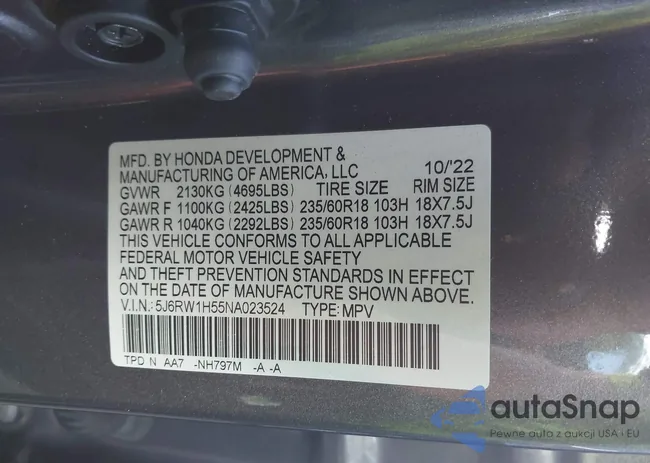 MFD. BY HONDA DEVELOPMENT &
MANUFACTURING OF AMERICA, LLC 10/'22
GVWR 2130KG (4695LBS) TIRE SIZE RIM SIZE
GAWR F 1100KG (2425LBS) 235/60R18 103H 18X7.5J
GAWR R 1040KG (2292LBS) 235/60R18 103H 18X7.5J
THIS VEHICLE CONFORMS TO ALL APPLICABLE
FEDERAL MOTOR VEHICLE SAFETY
AND THEFT PREVENTION STANDARDS IN EFFECT
ON THE DATE OF MANUFACTURE SHOWN ABOVE.
V.I.N.: 5J6RW1H55NA023524 TYPE: MPV
TPD N AA7 -NH797M -A -A
autaSnap
Pewne auta z aukcji USA i EU